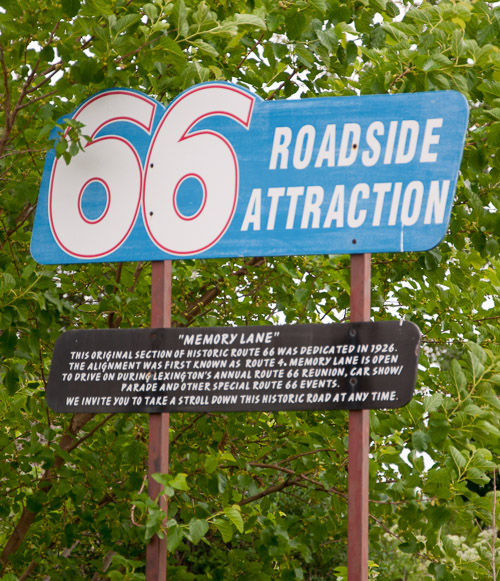 66 ROADSIDE
ATTRACTION
"MEMORY LANE"
THIS ORIGINAL SECTION OF HISTORIC ROUTE 66 WAS DEDICATED IN 1926.
THE ALIGNMENT WAS FIRST KNOWN AS ROUTE 4. MEMORY LANE IS OPEN
TO DRIVE ON DURING LEXINGTON'S ANNUAL ROUTE 66 REUNION, CAR SHOW/
PARADE AND OTHER SPECIAL ROUTE 66 EVENTS.
WE INVITE YOU TO TAKE A STROLL DOWN THIS HISTORIC ROAD AT ANY TIME.